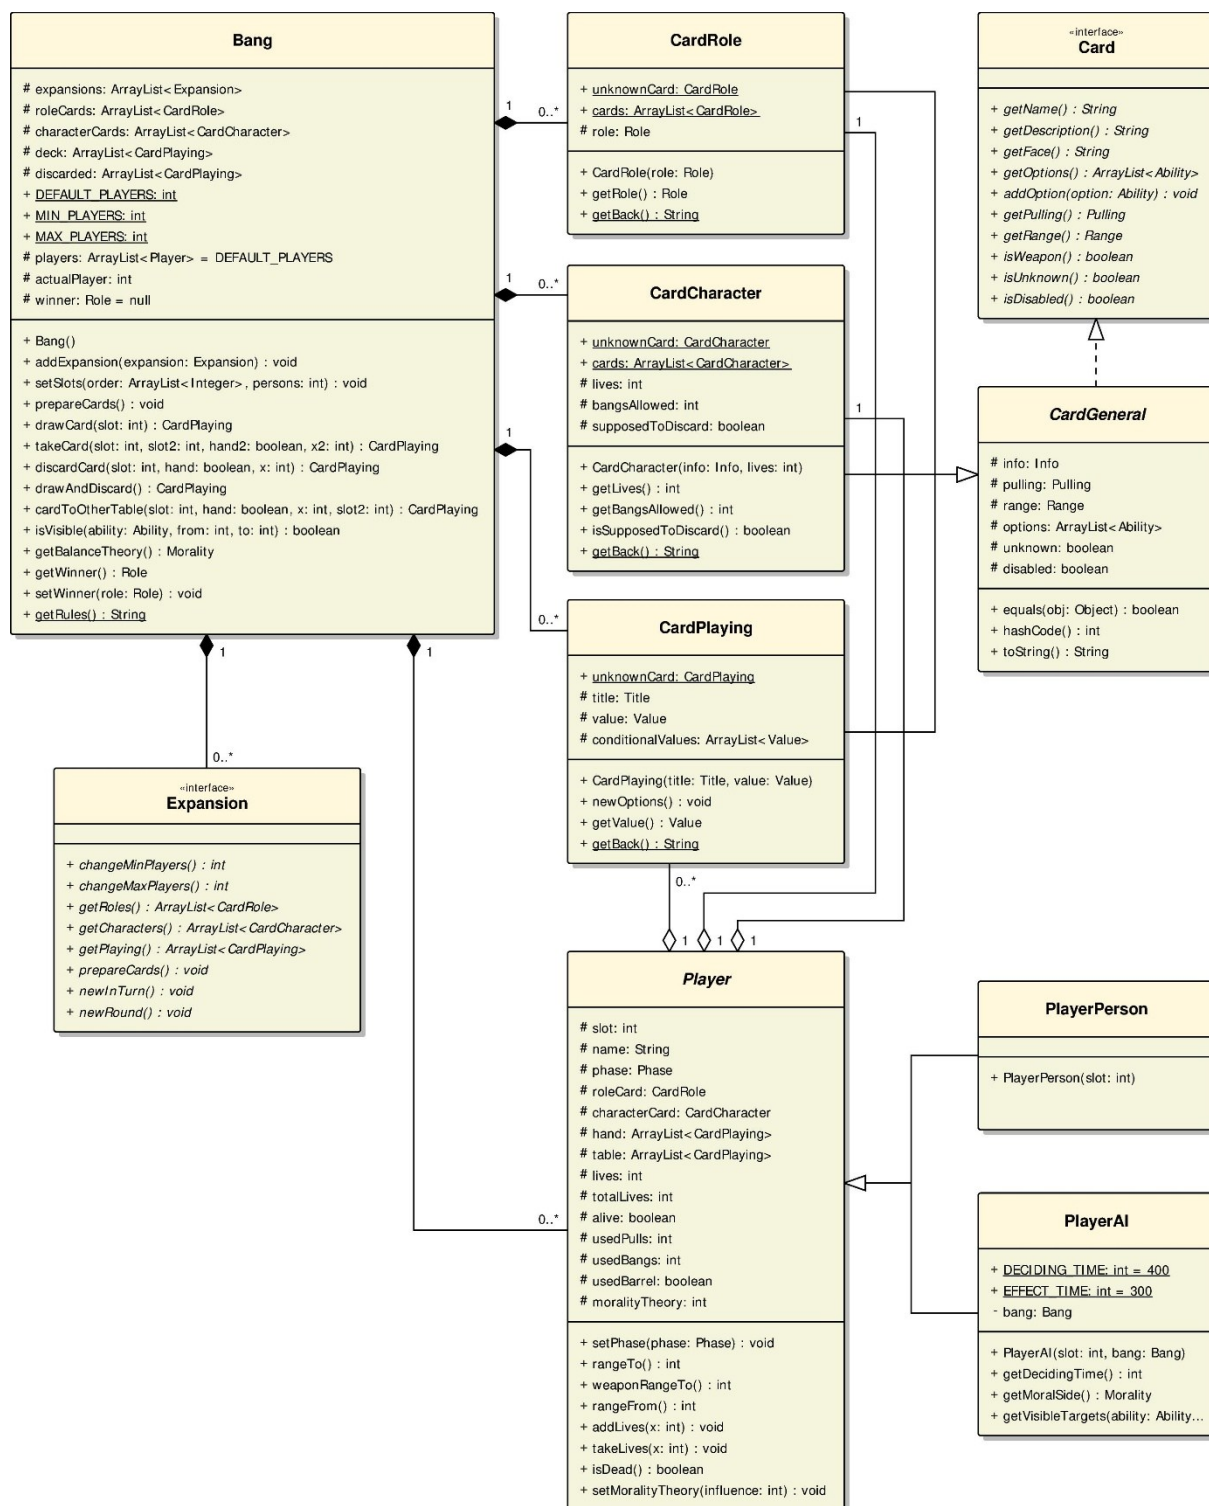 Bang
# expansions: ArrayList<Expansion>
# roleCards: ArrayList<CardRole>
# characterCards: ArrayList<CardCharacter>
# deck: ArrayList<CardPlaying>
# discarded: ArrayList<CardPlaying>
+ DEFAULT_PLAYERS: int
+ MIN_PLAYERS: int
+ MAX_PLAYERS: int
# players: ArrayList<Player> = DEFAULT_PLAYERS
# actualPlayer: int
# winner: Role = null
+ Bang()
+ addExpansion(expansion: Expansion) : void
+ setSlots(order: ArrayList<Integer>, persons: int) : void
+ prepareCards() : void
+ drawCard(slot: int) : CardPlaying
+ takeCard(slot: int, slot2: int, hand2: boolean, x2: int) : CardPlaying
+ discardCard(slot: int, hand: boolean, x: int) : CardPlaying
+ drawAndDiscard() : CardPlaying
+ cardToOtherTable(slot: int, hand: boolean, x: int, slot2: int) : CardPlaying
+ isVisible(ability: Ability, from: int, to: int) : boolean
+ getBalanceTheory() : Morality
+ getWinner() : Role
+ setWinner(role: Role) : void
+ getRules() : String
1
0..*
1
0..*
1
0..*
1
0..*
1
0..*
CardRole
+ unknownCard: CardRole
+ cards: ArrayList<CardRole>
# role: Role
+ CardRole(role: Role)
+ getRole() : Role
+ getBack() : String
1
CardCharacter
+ unknownCard: CardCharacter
+ cards: ArrayList<CardCharacter>
# lives: int
# bangsAllowed: int
# supposedToDiscard: boolean
+ CardCharacter(info: Info, lives: int)
+ getLives() : int
+ getBangsAllowed() : int
+ isSupposedToDiscard() : boolean
+ getBack() : String
1
CardPlaying
+ unknownCard: CardPlaying
# title: Title
# value: Value
# conditionalValues: ArrayList<Value>
+ CardPlaying(title: Title, value: Value)
+ newOptions() : void
+ getValue() : Value
+ getBack() : String
0..*
1
1
1
«interface»
Card
+ getName() : String
+ getDescription() : String
+ getFace() : String
+ getOptions() : ArrayList<Ability>
+ addOption(option: Ability) : void
+ getPulling() : Pulling
+ getRange() : Range
+ isWeapon() : boolean
+ isUnknown() : boolean
+ isDisabled() : boolean
CardGeneral
# info: Info
# pulling: Pulling
# range: Range
# options: ArrayList<Ability>
# unknown: boolean
# disabled: boolean
+ equals(obj: Object) : boolean
+ hashCode() : int
+ toString() : String
«interface»
Expansion
+ changeMinPlayers() : int
+ changeMaxPlayers() : int
+ getRoles() : ArrayList<CardRole>
+ getCharacters() : ArrayList<CardCharacter>
+ getPlaying() : ArrayList<CardPlaying>
+ prepareCards() : void
+ newInTurn() : void
+ newRound() : void
Player
# slot: int
# name: String
# phase: Phase
# roleCard: CardRole
# characterCard: CardCharacter
# hand: ArrayList<CardPlaying>
# table: ArrayList<CardPlaying>
# lives: int
# totalLives: int
# alive: boolean
# usedPulls: int
# usedBangs: int
# usedBarrel: boolean
# moralityTheory: int
+ setPhase(phase: Phase) : void
+ rangeTo() : int
+ weaponRangeTo() : int
+ rangeFrom() : int
+ addLives(x: int) : void
+ takeLives(x: int) : void
+ isDead() : boolean
+ setMoralityTheory(influence: int) : void
PlayerPerson
+ PlayerPerson(slot: int)
PlayerAI
+ DECIDING_TIME: int = 400
+ EFFECT_TIME: int = 300
- bang: Bang
+ PlayerAI(slot: int, bang: Bang)
+ getDecidingTime() : int
+ getMoralSide() : Morality
+ getVisibleTargets(ability: Ability...